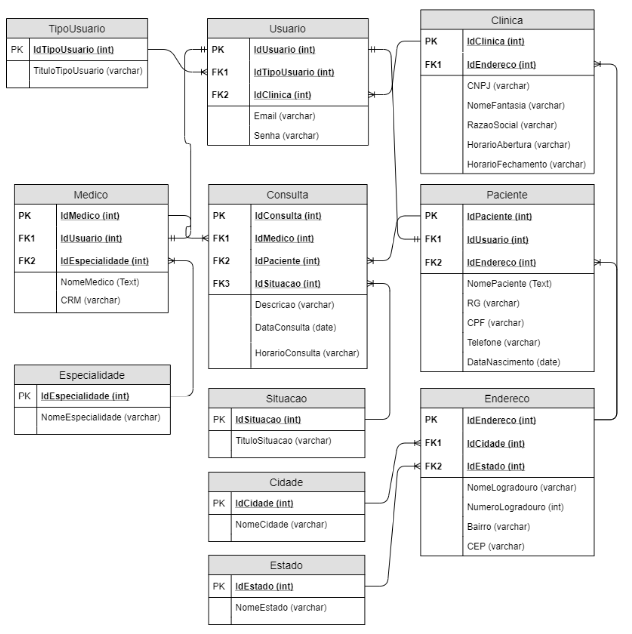 TipoUsuario
PK IdTipoUsuario (int)
TituloTipoUsuario (varchar)
Usuario
PK IdUsuario (int)
FK1 IdTipoUsuario (int)
FK2 IdClinica (int)
Email (varchar)
Senha (varchar)
Clinica
PK IdClinica (int)
FK1 IdEndereco (int)
CNPJ (varchar)
NomeFantasia (varchar)
RazaoSocial (varchar)
HorarioAbertura (varchar)
HorarioFechamento (varchar)
Medico
PK IdMedico (int)
FK1 IdUsuario (int)
FK2 IdEspecialidade (int)
NomeMedico (Text)
CRM (varchar)
Consulta
PK IdConsulta (int)
FK1 IdMedico (int)
FK2 IdPaciente (int)
FK3 IdSituacao (int)
Descricao (varchar)
DataConsulta (date)
HorarioConsulta (varchar)
Paciente
PK IdPaciente (int)
FK1 IdUsuario (int)
FK2 IdEndereco (int)
NomePaciente (Text)
RG (varchar)
CPF (varchar)
Telefone (varchar)
DataNascimento (date)
Especialidade
PK IdEspecialidade (int)
NomeEspecialidade (varchar)
Situacao
PK IdSituacao (int)
TituloSituacao (varchar)
Endereco
PK IdEndereco (int)
FK1 IdCidade (int)
FK2 IdEstado (int)
NomeLogradouro (varchar)
NumeroLogradouro (int)
Bairro (varchar)
CEP (varchar)
Cidade
PK IdCidade (int)
NomeCidade (varchar)
Estado
PK IdEstado (int)
NomeEstado (varchar)